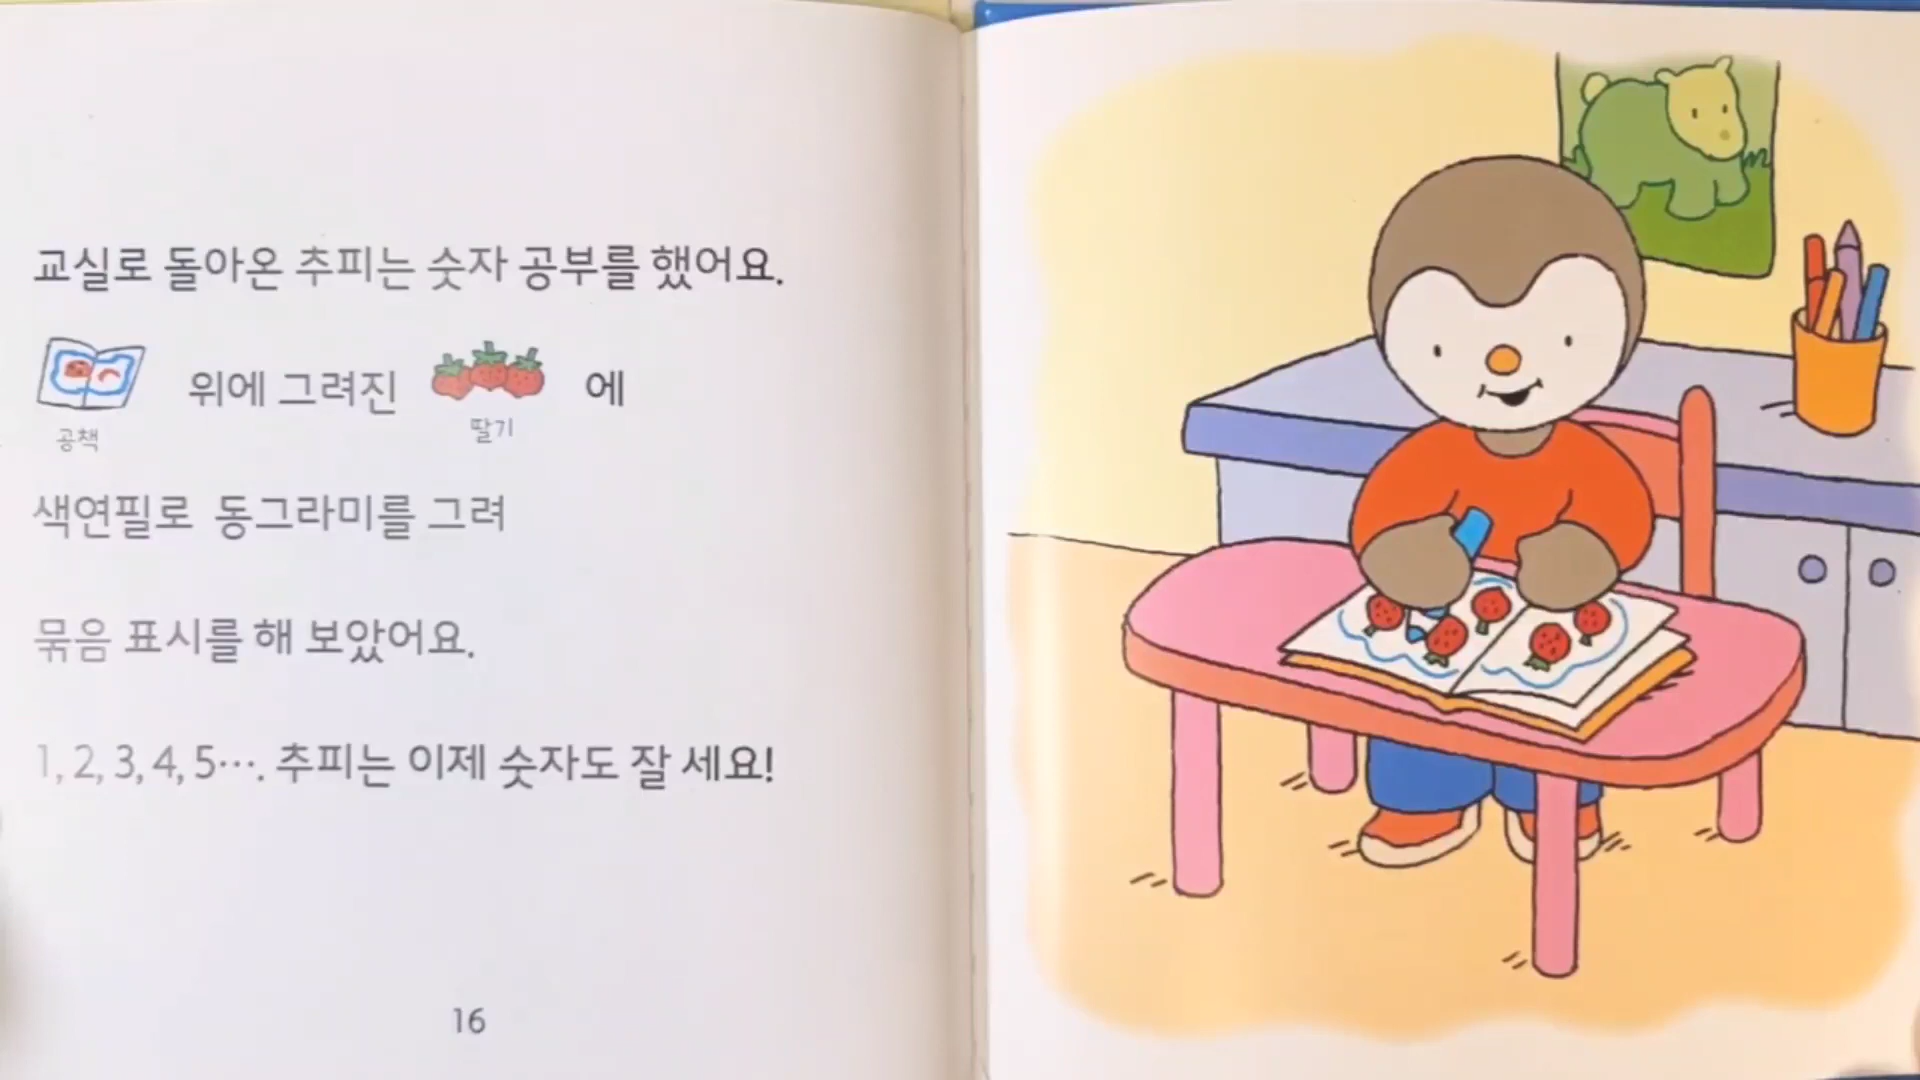 교실로 돌아온 추피는 숫자 공부를 했어요.
위에 그려진 에
공책 딸기
색연필로 동그라미를 그려
묶음 표시를 해 보았어요.
1, 2, 3, 4, 5···. 추피는 이제 숫자도 잘 세요!
16